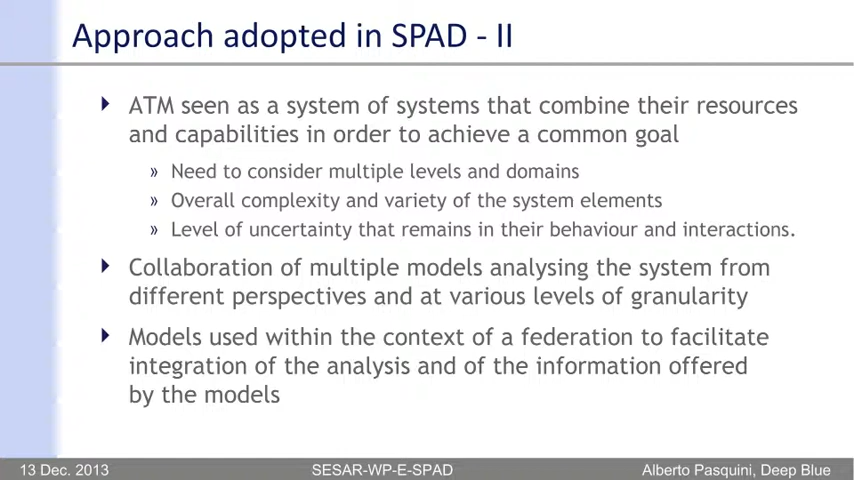 Approach adopted in SPAD - II
ATM seen as a system of systems that combine their resources
and capabilities in order to achieve a common goal
» Need to consider multiple levels and domains
» Overall complexity and variety of the system elements
» Level of uncertainty that remains in their behaviour and interactions.
Collaboration of multiple models analysing the system from
different perspectives and at various levels of granularity
Models used within the context of a federation to facilitate
integration of the analysis and of the information offered
by the models
13 Dec. 2013 SESAR-WP-E-SPAD Alberto Pasquini, Deep Blue